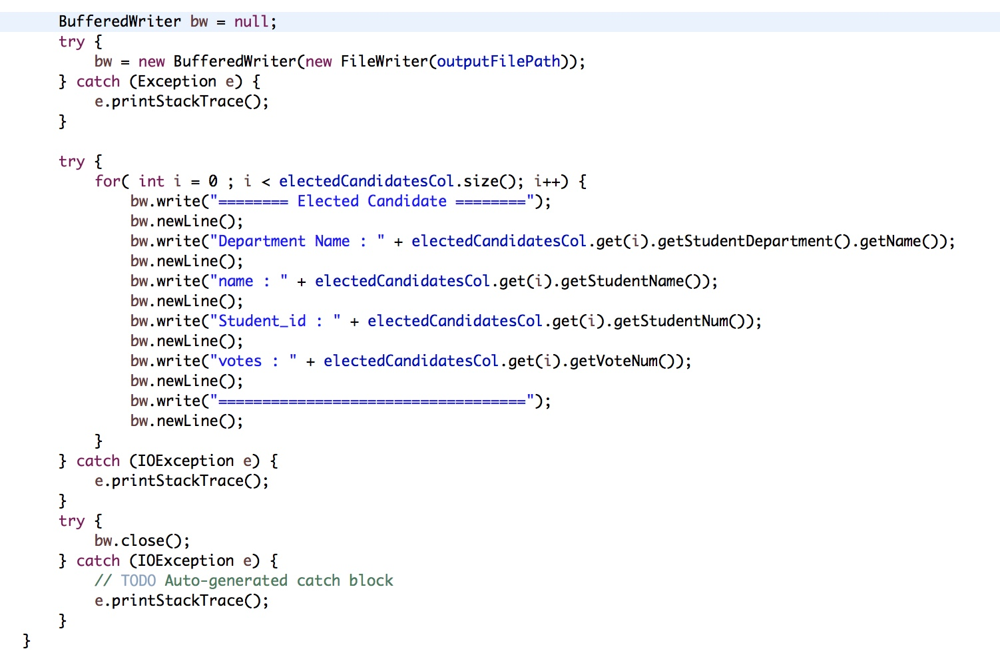 BufferedWriter bw = null;
try {
bw = new BufferedWriter(new FileWriter(outputFilePath));
} catch (Exception e) {
e.printStackTrace();
}
try {
for( int i = 0 ; i < electedCandidatesCol.size(); i++) {
bw.write("======== Elected Candidate ========");
bw.newLine();
bw.write("Department Name : " + electedCandidatesCol.get(i).getStudentDepartment().getName());
bw.newLine();
bw.write("name : " + electedCandidatesCol.get(i).getStudentName());
bw.newLine();
bw.write("Student_id : " + electedCandidatesCol.get(i).getStudentNum());
bw.newLine();
bw.write("votes : " + electedCandidatesCol.get(i).getVoteNum());
bw.newLine();
bw.write("===================================");
bw.newLine();
}
} catch (IOException e) {
e.printStackTrace();
}
try {
bw.close();
} catch (IOException e) {
// TODO Auto-generated catch block
e.printStackTrace();
}
}